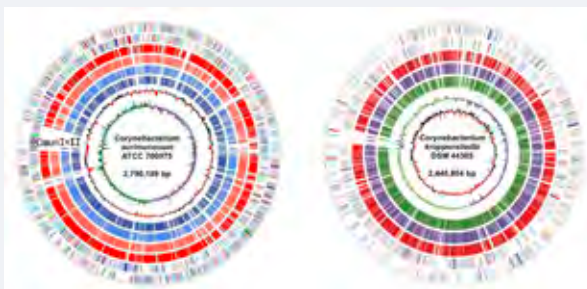 Corynebacterium
aurimucosum
ATCC 700975
2,790,189 bp
Corynebacterium
kroppenstedtii
DSM 44385
2,446,804 bp